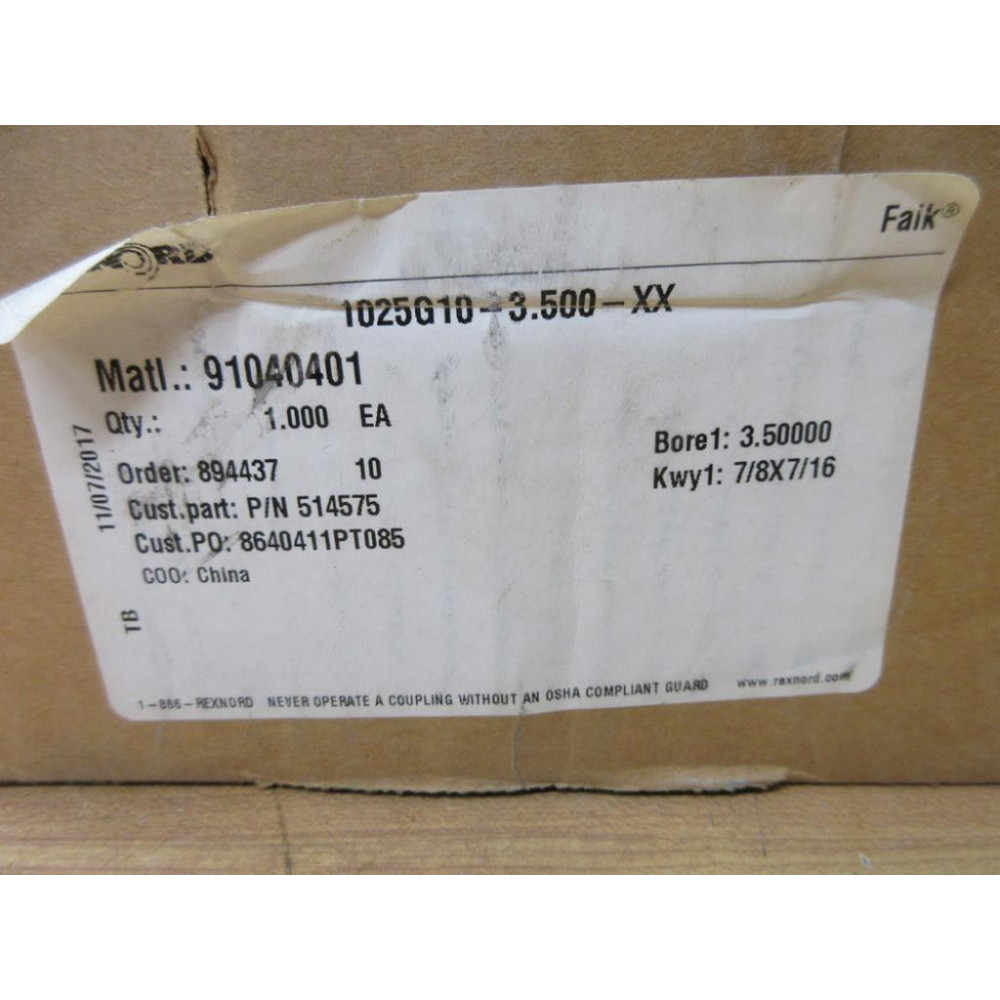 Faik®
1025G10-3.500-XX
Matl.: 91040401
Qty.: 1.000 EA
Bore1: 3.50000
Order: 894437 10
Kwy1: 7/8X7/16
Cust.part: P/N 514575
Cust.PO: 8640411PT085
COO: China
11/07/2017
TB
1-866-REXNORD NEVER OPERATE A COUPLING WITHOUT AN OSHA COMPLIANT GUARD www.rexnord.com